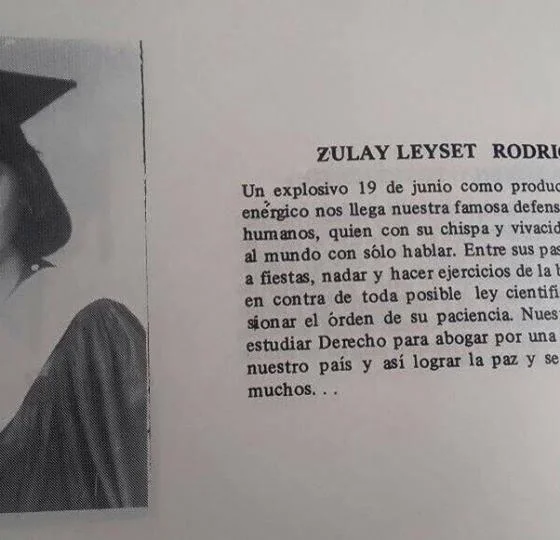 ZULAY LEYSET RODRI
Un explosivo 19 de junio como produc
enérgico nos llega nuestra famosa defens
humanos, quien con su chispa y vivacid
al mundo con sólo hablar. Entre sus pas
a fiestas, nadar y hacer ejercicios de la b
en contra de toda posible ley cientifi
sionar el órden de su paciencia. Nues
estudiar Derecho para abogar por una
nuestro país y así lograr la paz y se
muchos. . .